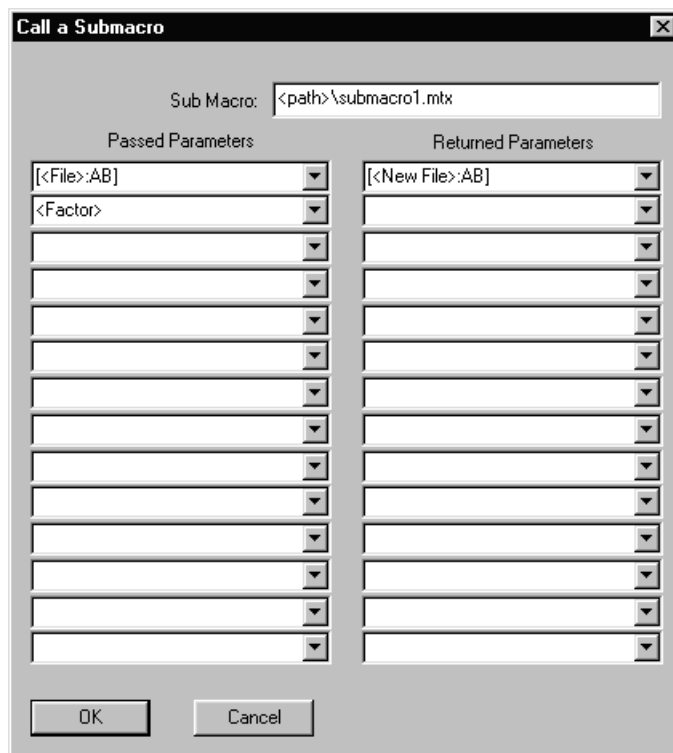 Call a Submacro
Sub Macro: <path>\submacro1.mtx
Passed Parameters Returned Parameters
[<File>:AB] [<New File>:AB]
<Factor>
OK Cancel